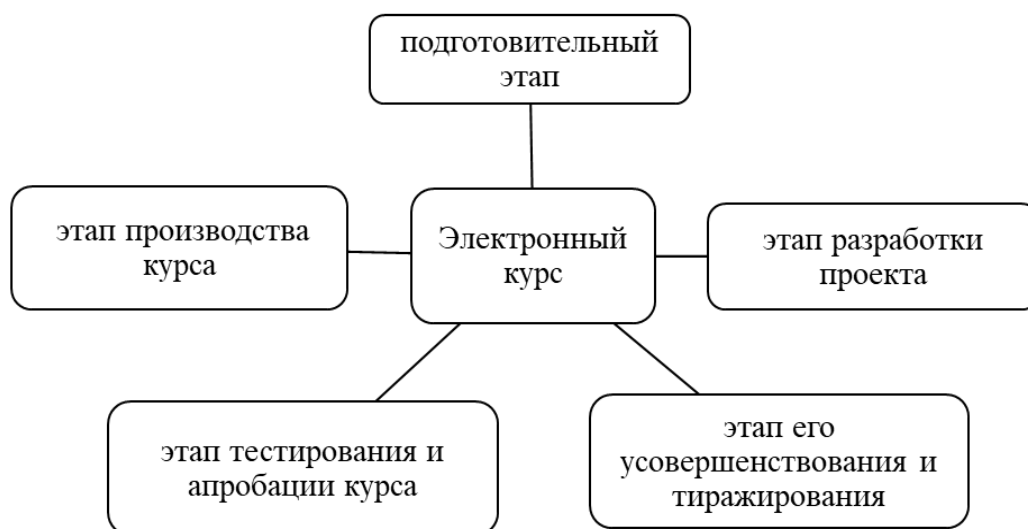 подготовительный
этап
этап производства
курса
Электронный
курс
этап разработки
проекта
этап тестирования и
апробации курса
этап его
усовершенствования и
тиражирования